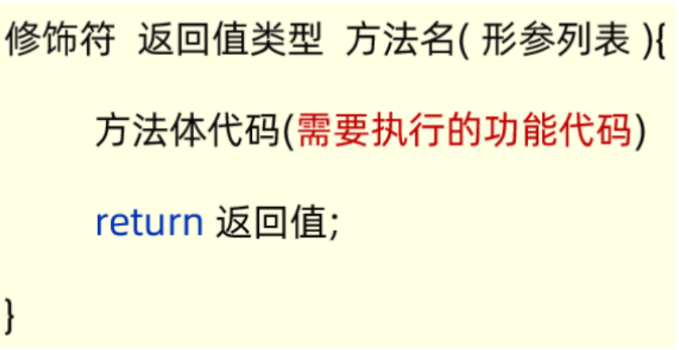 修饰符 返回值类型 方法名( 形参列表 ){
方法体代码(需要执行的功能代码)
return 返回值;
}